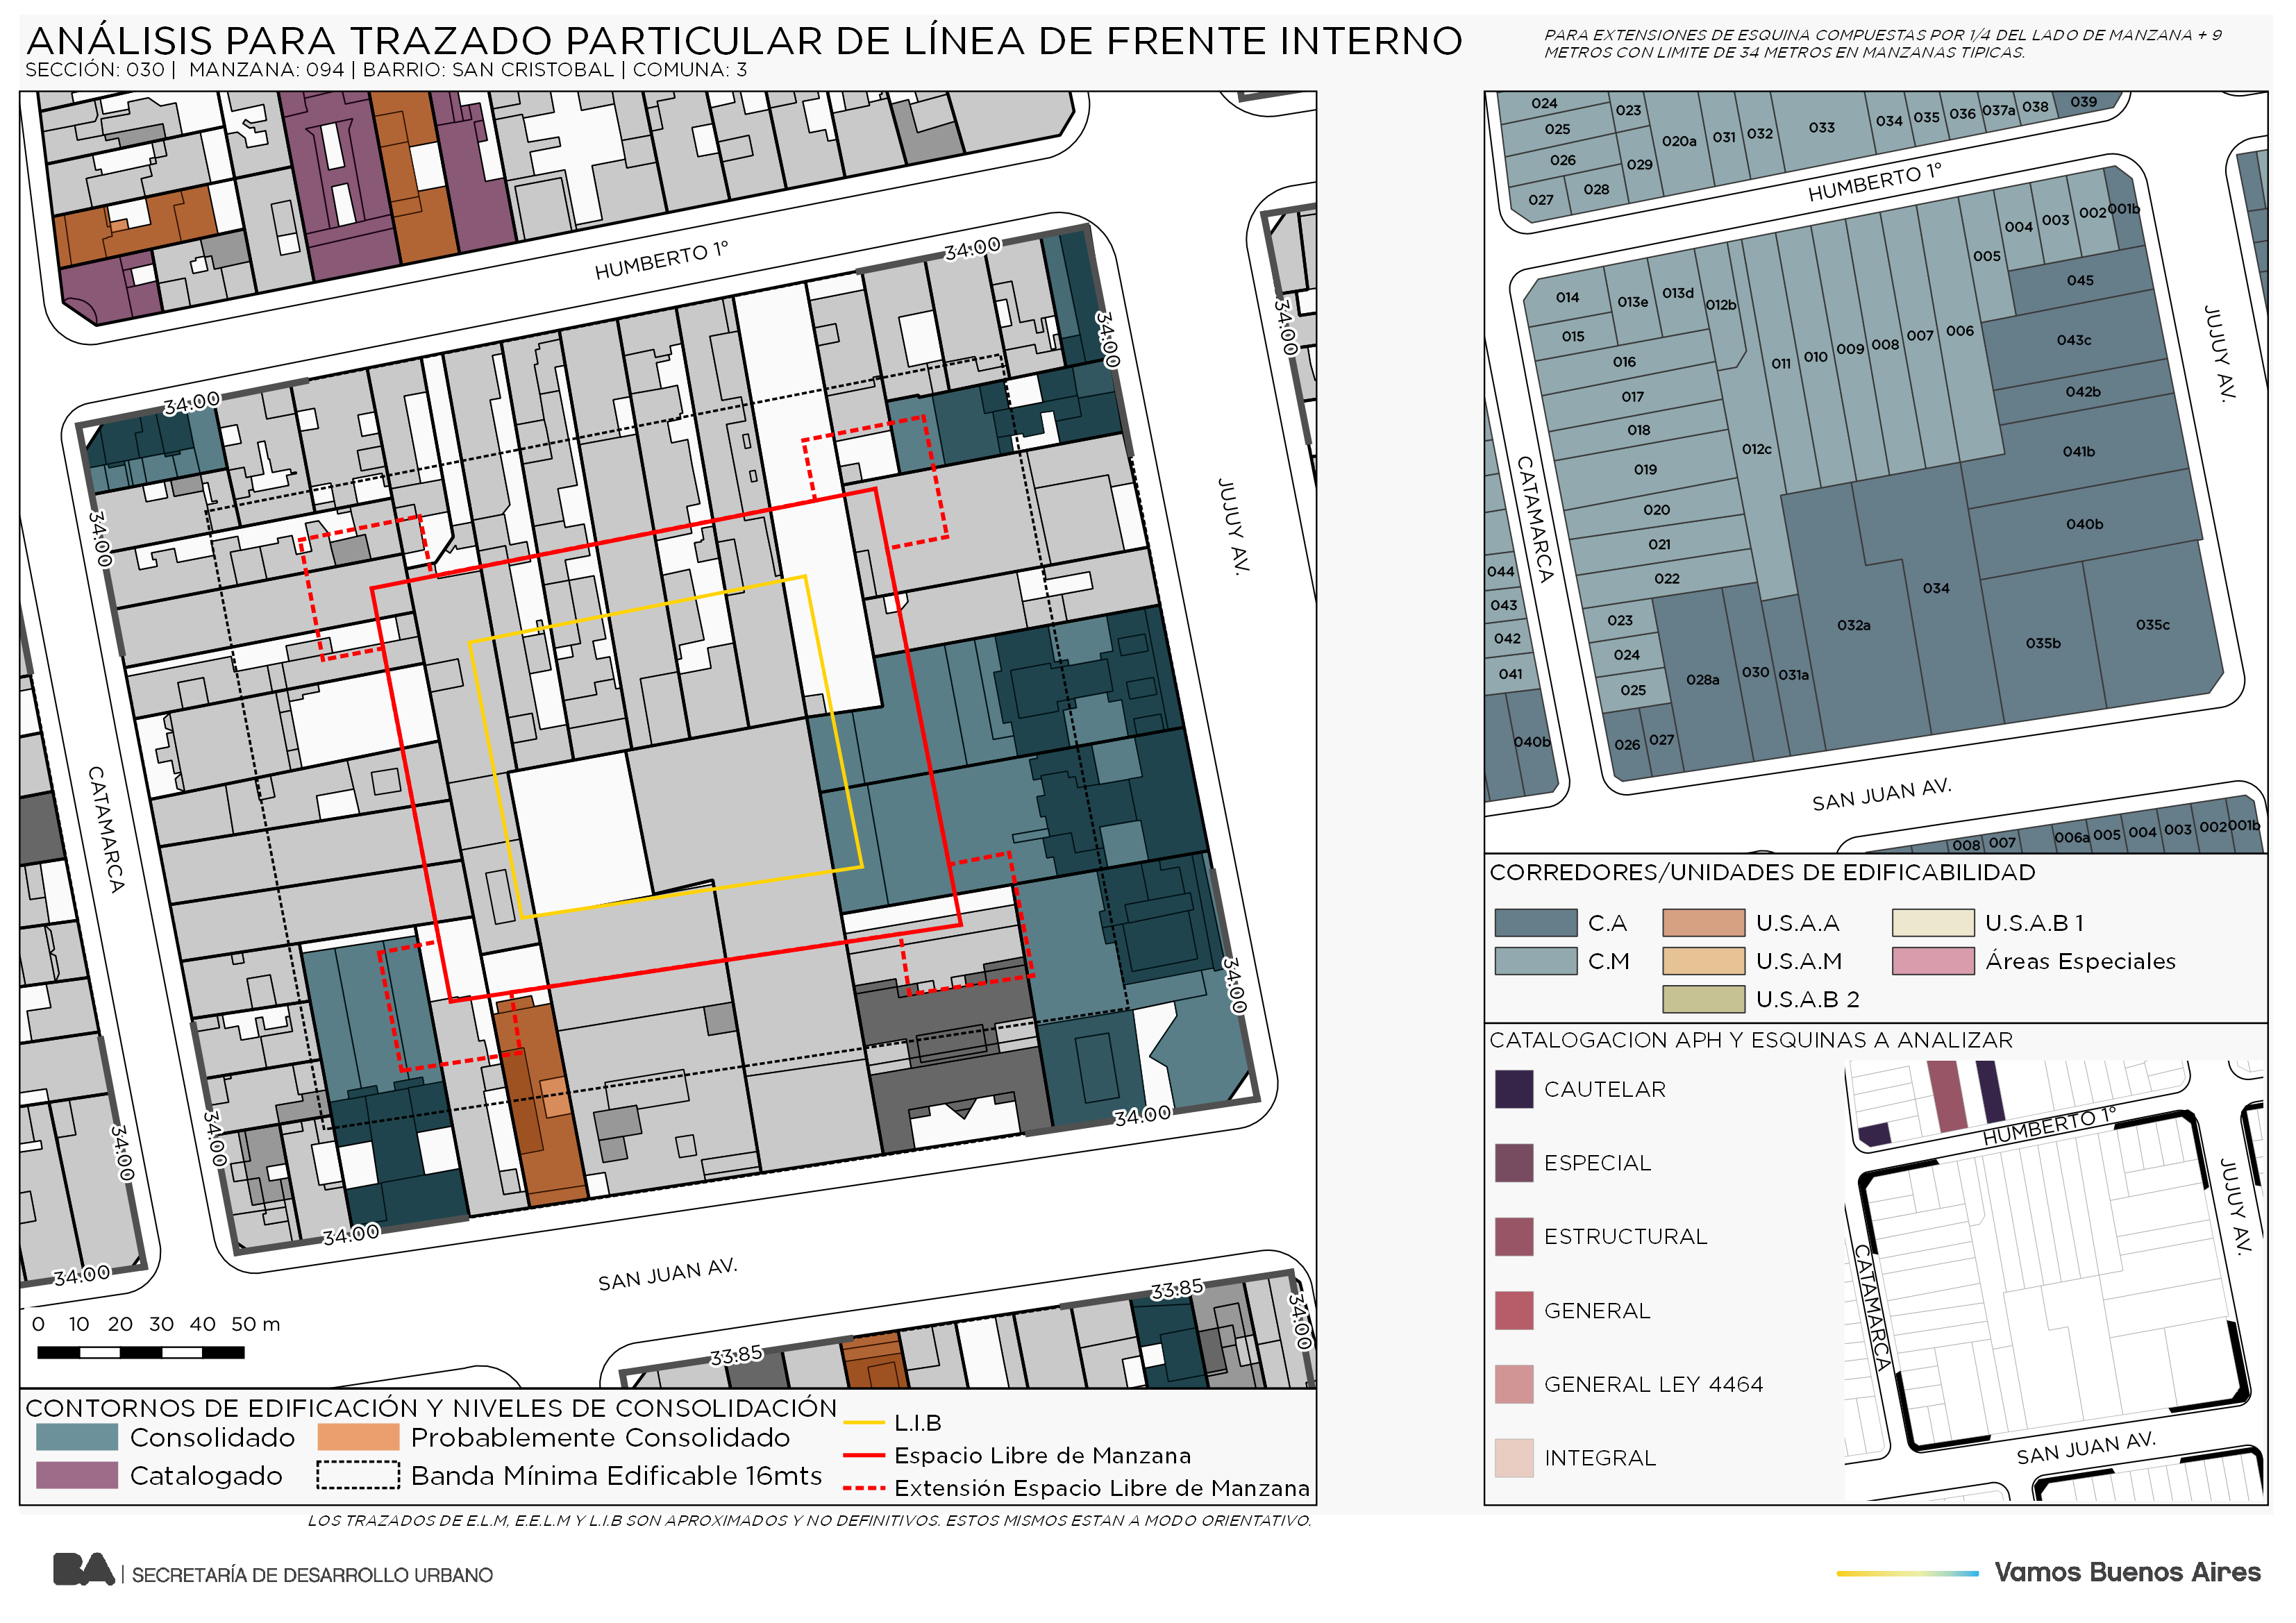 ANÁLISIS PARA TRAZADO PARTICULAR DE LÍNEA DE FRENTE INTERNO
SECCIÓN: 030 | MANZANA: 094 | BARRIO: SAN CRISTOBAL | COMUNA: 3
PARA EXTENSIONES DE ESQUINA COMPUESTAS POR 1/4 DEL LADO DE MANZANA + 9
METROS CON LIMITE DE 34 METROS EN MANZANAS TIPICAS.
HUMBERTO 1°
34.00
34.00
34.00
34.00
34.00
JUJUY AV.
CATAMARCA
34.00
34.00
34.00
34.00
34.00
34.00
SAN JUAN AV.
33.85
33.85
34.00
0 10 20 30 40 50 m
CONTORNOS DE EDIFICACIÓN Y NIVELES DE CONSOLIDACIÓN
Consolidado
Probablemente Consolidado
Catalogado
Banda Mínima Edificable 16mts
L.I.B
Espacio Libre de Manzana
Extensión Espacio Libre de Manzana
LOS TRAZADOS DE E.L.M, E.E.L.M Y L.I.B SON APROXIMADOS Y NO DEFINITIVOS. ESTOS MISMOS ESTAN A MODO ORIENTATIVO.
024 023 020a 031 032 033 034 035 036 037a 038 039
025
026 029
027 028
HUMBERTO 1°
014 013e 013d 012b 011 010 009 008 007 006 005 004 003 002 001b
015
016
017
018
019
020
021
022
012c
045
043c
042b
041b
040b
023
024
025
026 027 028a 030 031a 032a 034 035b 035c
044
043
042
041
040b
CATAMARCA
JUJUY AV.
SAN JUAN AV.
008 007 006a 005 004 003 002 001b
CORREDORES/UNIDADES DE EDIFICABILIDAD
C.A
U.S.A.A
U.S.A.B 1
C.M
U.S.A.M
Áreas Especiales
U.S.A.B 2
CATALOGACION APH Y ESQUINAS A ANALIZAR
CAUTELAR
ESPECIAL
ESTRUCTURAL
GENERAL
GENERAL LEY 4464
INTEGRAL
HUMBERTO 1°
JUJUY AV.
CATAMARCA
SAN JUAN AV.
BA | SECRETARÍA DE DESARROLLO URBANO
Vamos Buenos Aires